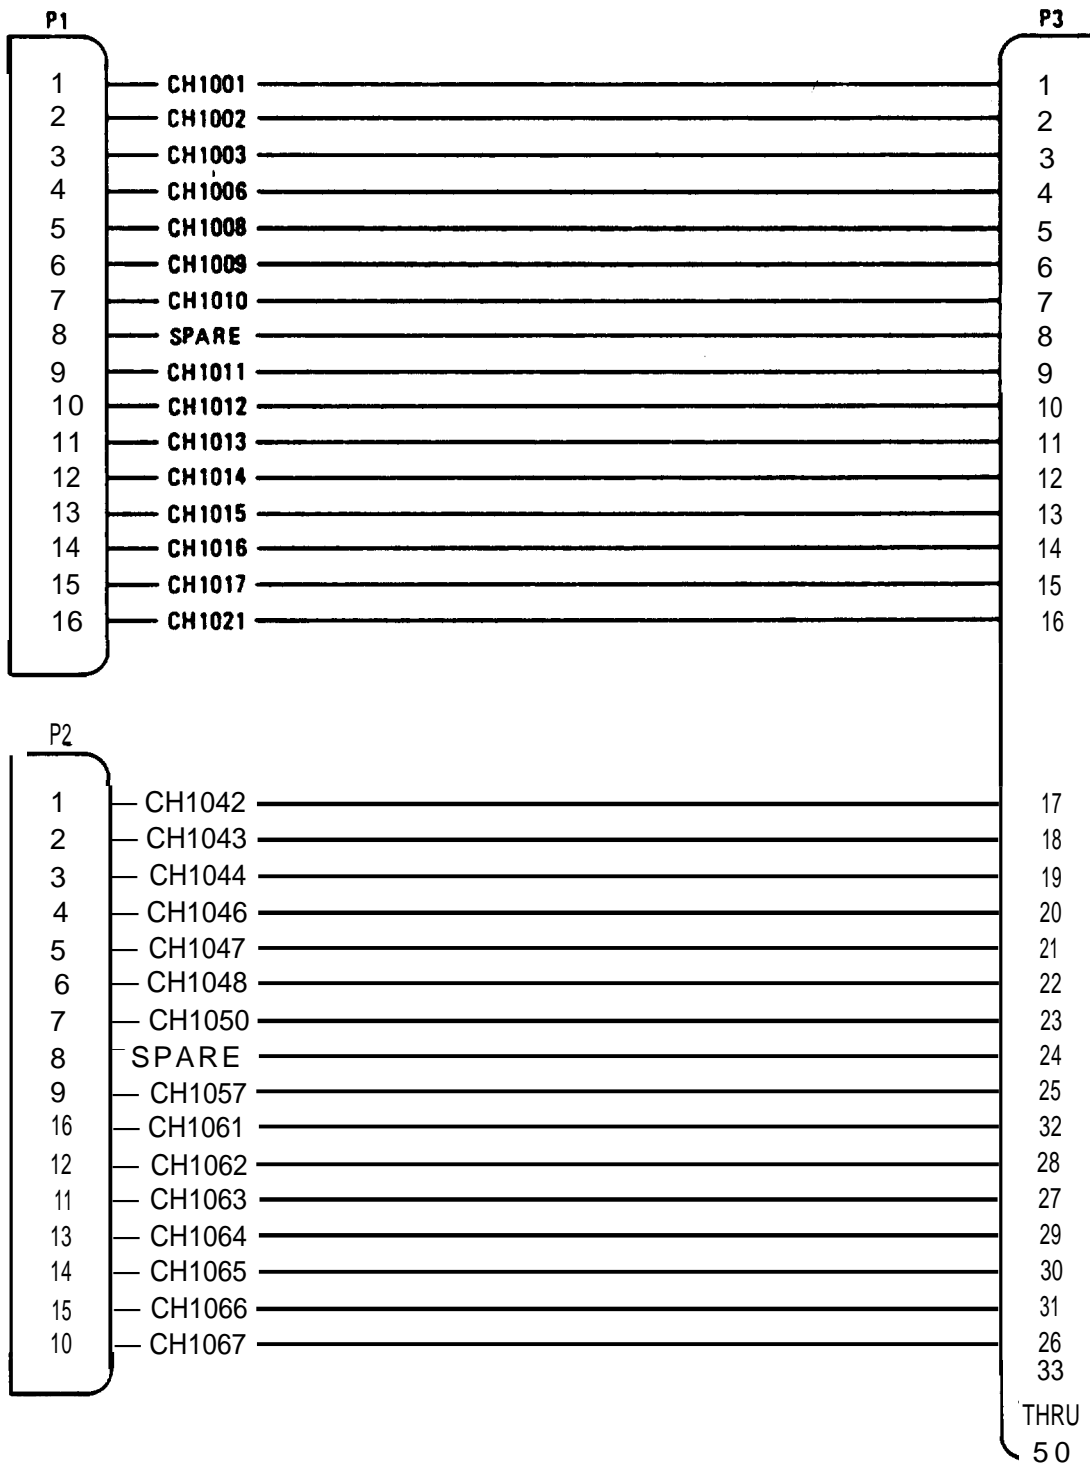 P1 P3
1 CH1001 1
2 CH1002 2
3 CH1003 3
4 CH1006 4
5 CH1008 5
6 CH1009 6
7 CH1010 7
8 SPARE 8
9 CH1011 9
10 CH1012 10
11 CH1013 11
12 CH1014 12
13 CH1015 13
14 CH1016 14
15 CH1017 15
16 CH1021 16
P2
1 CH1042 17
2 CH1043 18
3 CH1044 19
4 CH1046 20
5 CH1047 21
6 CH1048 22
7 CH1050 23
8 SPARE 24
9 CH1057 25
16 CH1061 32
12 CH1062 28
11 CH1063 27
13 CH1064 29
14 CH1065 30
15 CH1066 31
10 CH1067 26
33
THRU
50